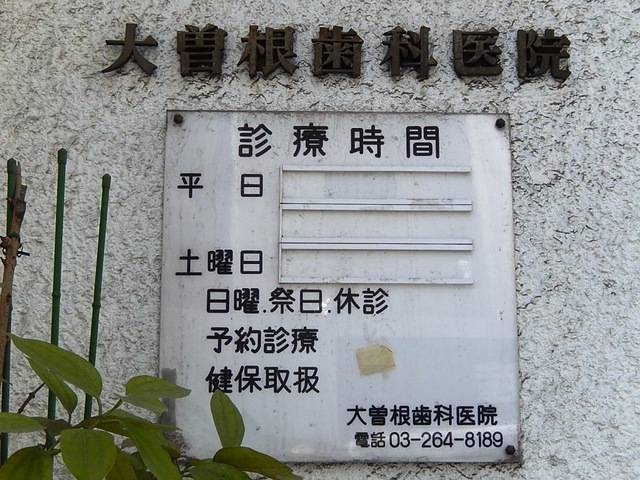 大曽根歯科医院
診療時間
平日
土曜日
日曜.祭日.休診
予約診療
健保取扱
大曽根歯科医院
電話 03-264-8189